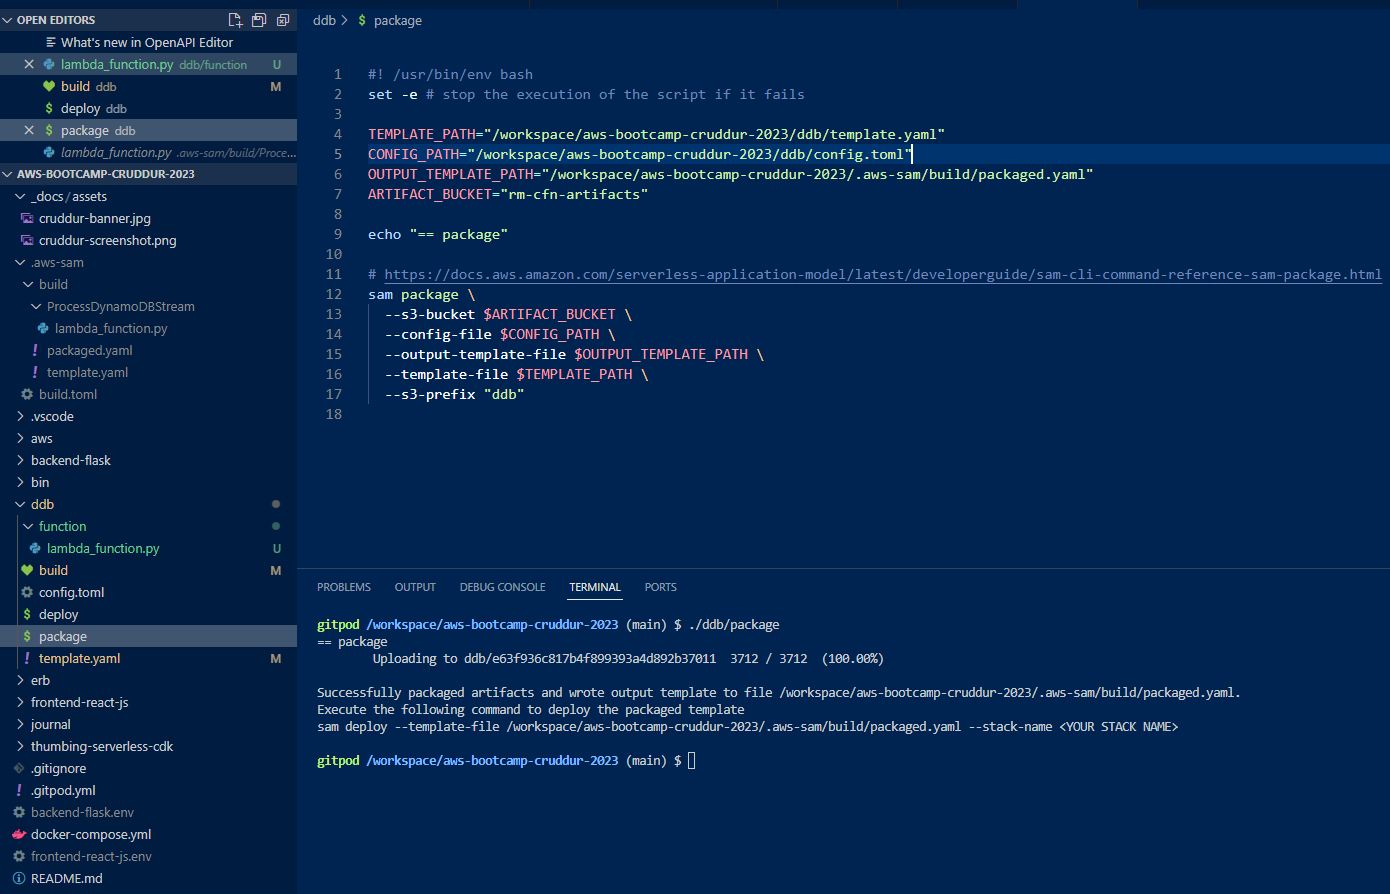 OPEN EDITORS
What's new in OpenAPI Editor
lambda_function.py ddb/function U
build ddb M
deploy ddb
package ddb
lambda_function.py .aws-sam/build/Proce...
AWS-BOOTCAMP-CRUDDUR-2023
_docs / assets
cruddur-banner.jpg
cruddur-screenshot.png
.aws-sam
build
ProcessDynamoDBStream
lambda_function.py
packaged.yaml
template.yaml
build.toml
.vscode
aws
backend-flask
bin
ddb
function
lambda_function.py U
build M
config.toml
deploy
package
template.yaml M
erb
frontend-react-js
journal
thumbing-serverless-cdk
.gitignore
.gitpod.yml
backend-flask.env
docker-compose.yml
frontend-react-js.env
README.md
ddb > $ package
1 #! /usr/bin/env bash
2 set -e # stop the execution of the script if it fails
3
4 TEMPLATE_PATH="/workspace/aws-bootcamp-cruddur-2023/ddb/template.yaml"
5 CONFIG_PATH="/workspace/aws-bootcamp-cruddur-2023/ddb/config.toml"
6 OUTPUT_TEMPLATE_PATH="/workspace/aws-bootcamp-cruddur-2023/.aws-sam/build/packaged.yaml"
7 ARTIFACT_BUCKET="rm-cfn-artifacts"
8
9 echo "== package"
10
11 # https://docs.aws.amazon.com/serverless-application-model/latest/developerguide/sam-cli-command-reference-sam-package.html
12 sam package \
13 --s3-bucket $ARTIFACT_BUCKET \
14 --config-file $CONFIG_PATH \
15 --output-template-file $OUTPUT_TEMPLATE_PATH \
16 --template-file $TEMPLATE_PATH \
17 --s3-prefix "ddb"
18
PROBLEMS OUTPUT DEBUG CONSOLE TERMINAL PORTS
gitpod /workspace/aws-bootcamp-cruddur-2023 (main) $ ./ddb/package
== package
Uploading to ddb/e63f936c817b4f899393a4d892b37011 3712 / 3712 (100.00%)
Successfully packaged artifacts and wrote output template to file /workspace/aws-bootcamp-cruddur-2023/.aws-sam/build/packaged.yaml.
Execute the following command to deploy the packaged template
sam deploy --template-file /workspace/aws-bootcamp-cruddur-2023/.aws-sam/build/packaged.yaml --stack-name <YOUR STACK NAME>
gitpod /workspace/aws-bootcamp-cruddur-2023 (main) $